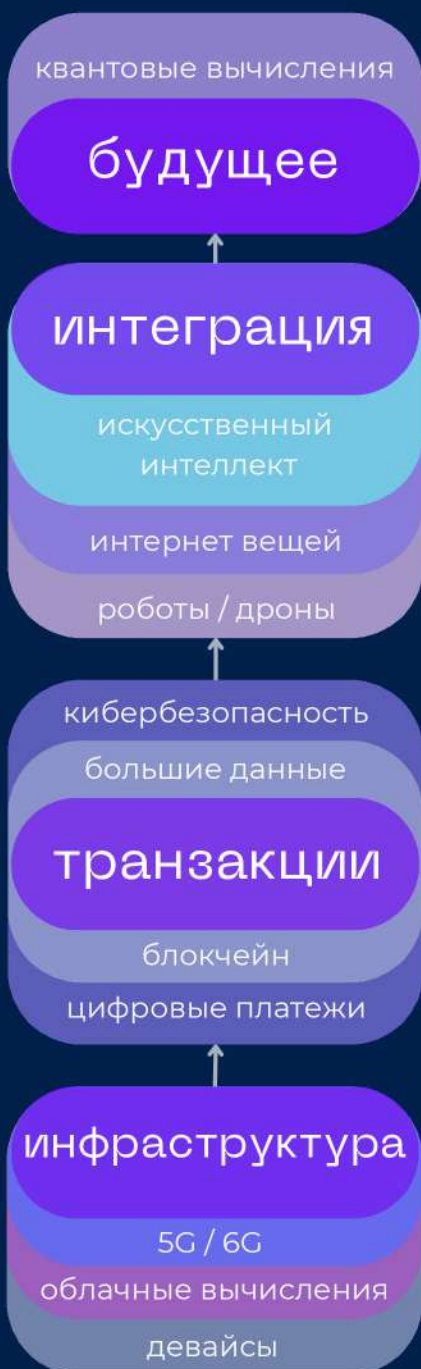 квантовые вычисления
будущее
интеграция
искусственный
интеллект
интернет вещей
роботы / дроны
кибербезопасность
большие данные
транзакции
блокчейн
цифровые платежи
инфраструктура
5G / 6G
облачные вычисления
девайсы